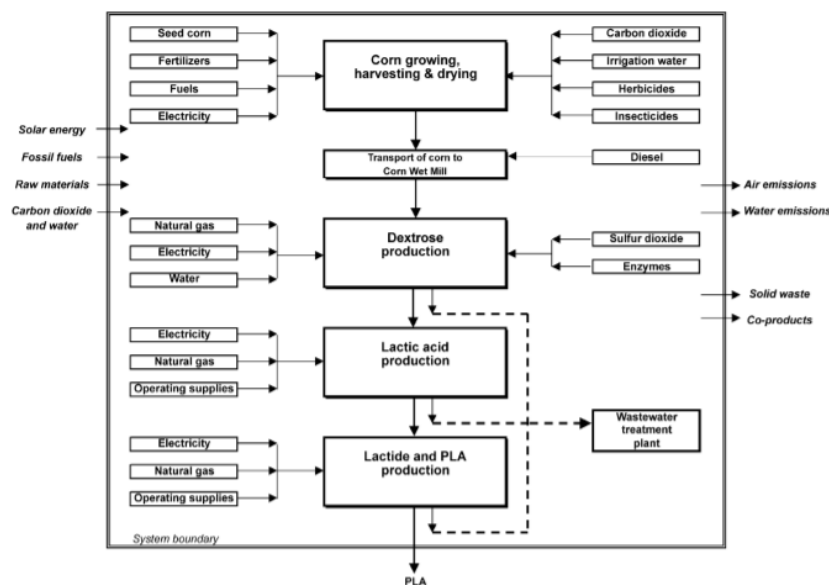 Seed corn
Fertilizers
Fuels
Electricity
Corn growing,
harvesting & drying
Carbon dioxide
Irrigation water
Herbicides
Insecticides
Solar energy
Fossil fuels
Raw materials
Carbon dioxide
and water
Transport of corn to
Corn Wet Mill
Diesel
Air emissions
Water emissions
Solid waste
Co-products
Natural gas
Electricity
Water
Dextrose
production
Sulfur dioxide
Enzymes
Electricity
Natural gas
Operating supplies
Lactic acid
production
Wastewater
treatment
plant
Electricity
Natural gas
Operating supplies
Lactide and PLA
production
System boundary
PLA